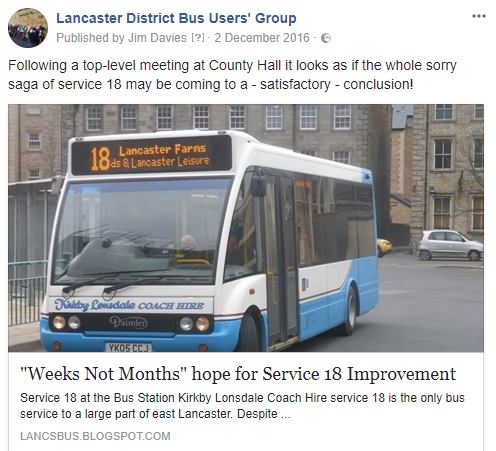 Lancaster District Bus Users' Group
Published by Jim Davies [?] · 2 December 2016 ·
Following a top-level meeting at County Hall it looks as if the whole sorry
saga of service 18 may be coming to a - satisfactory - conclusion!
18 Lancaster Farms
ds & Lancaster Leisure
Kirkby Lonsdale COACH HIRE
Daimler
YK05 CCJ
"Weeks Not Months" hope for Service 18 Improvement
Service 18 at the Bus Station Kirkby Lonsdale Coach Hire service 18 is the only bus
service to a large part of east Lancaster. Despite ...
LANCSBUS.BLOGSPOT.COM